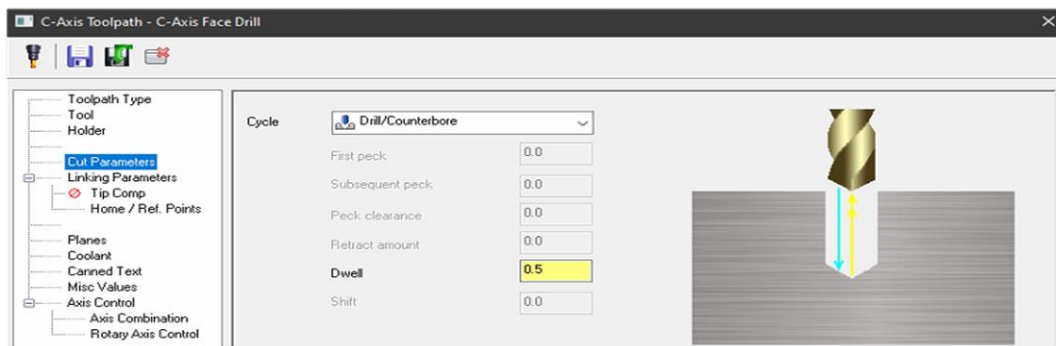 C-Axis Toolpath - C-Axis Face Drill
Toolpath Type
Tool
Holder
Cut Parameters
Linking Parameters
Tip Comp
Home / Ref. Points
Planes
Coolant
Canned Text
Misc Values
Axis Control
Axis Combination
Rotary Axis Control
Cycle Drill/Counterbore
First peck 0.0
Subsequent peck 0.0
Peck clearance 0.0
Retract amount 0.0
Dwell 0.5
Shift 0.0